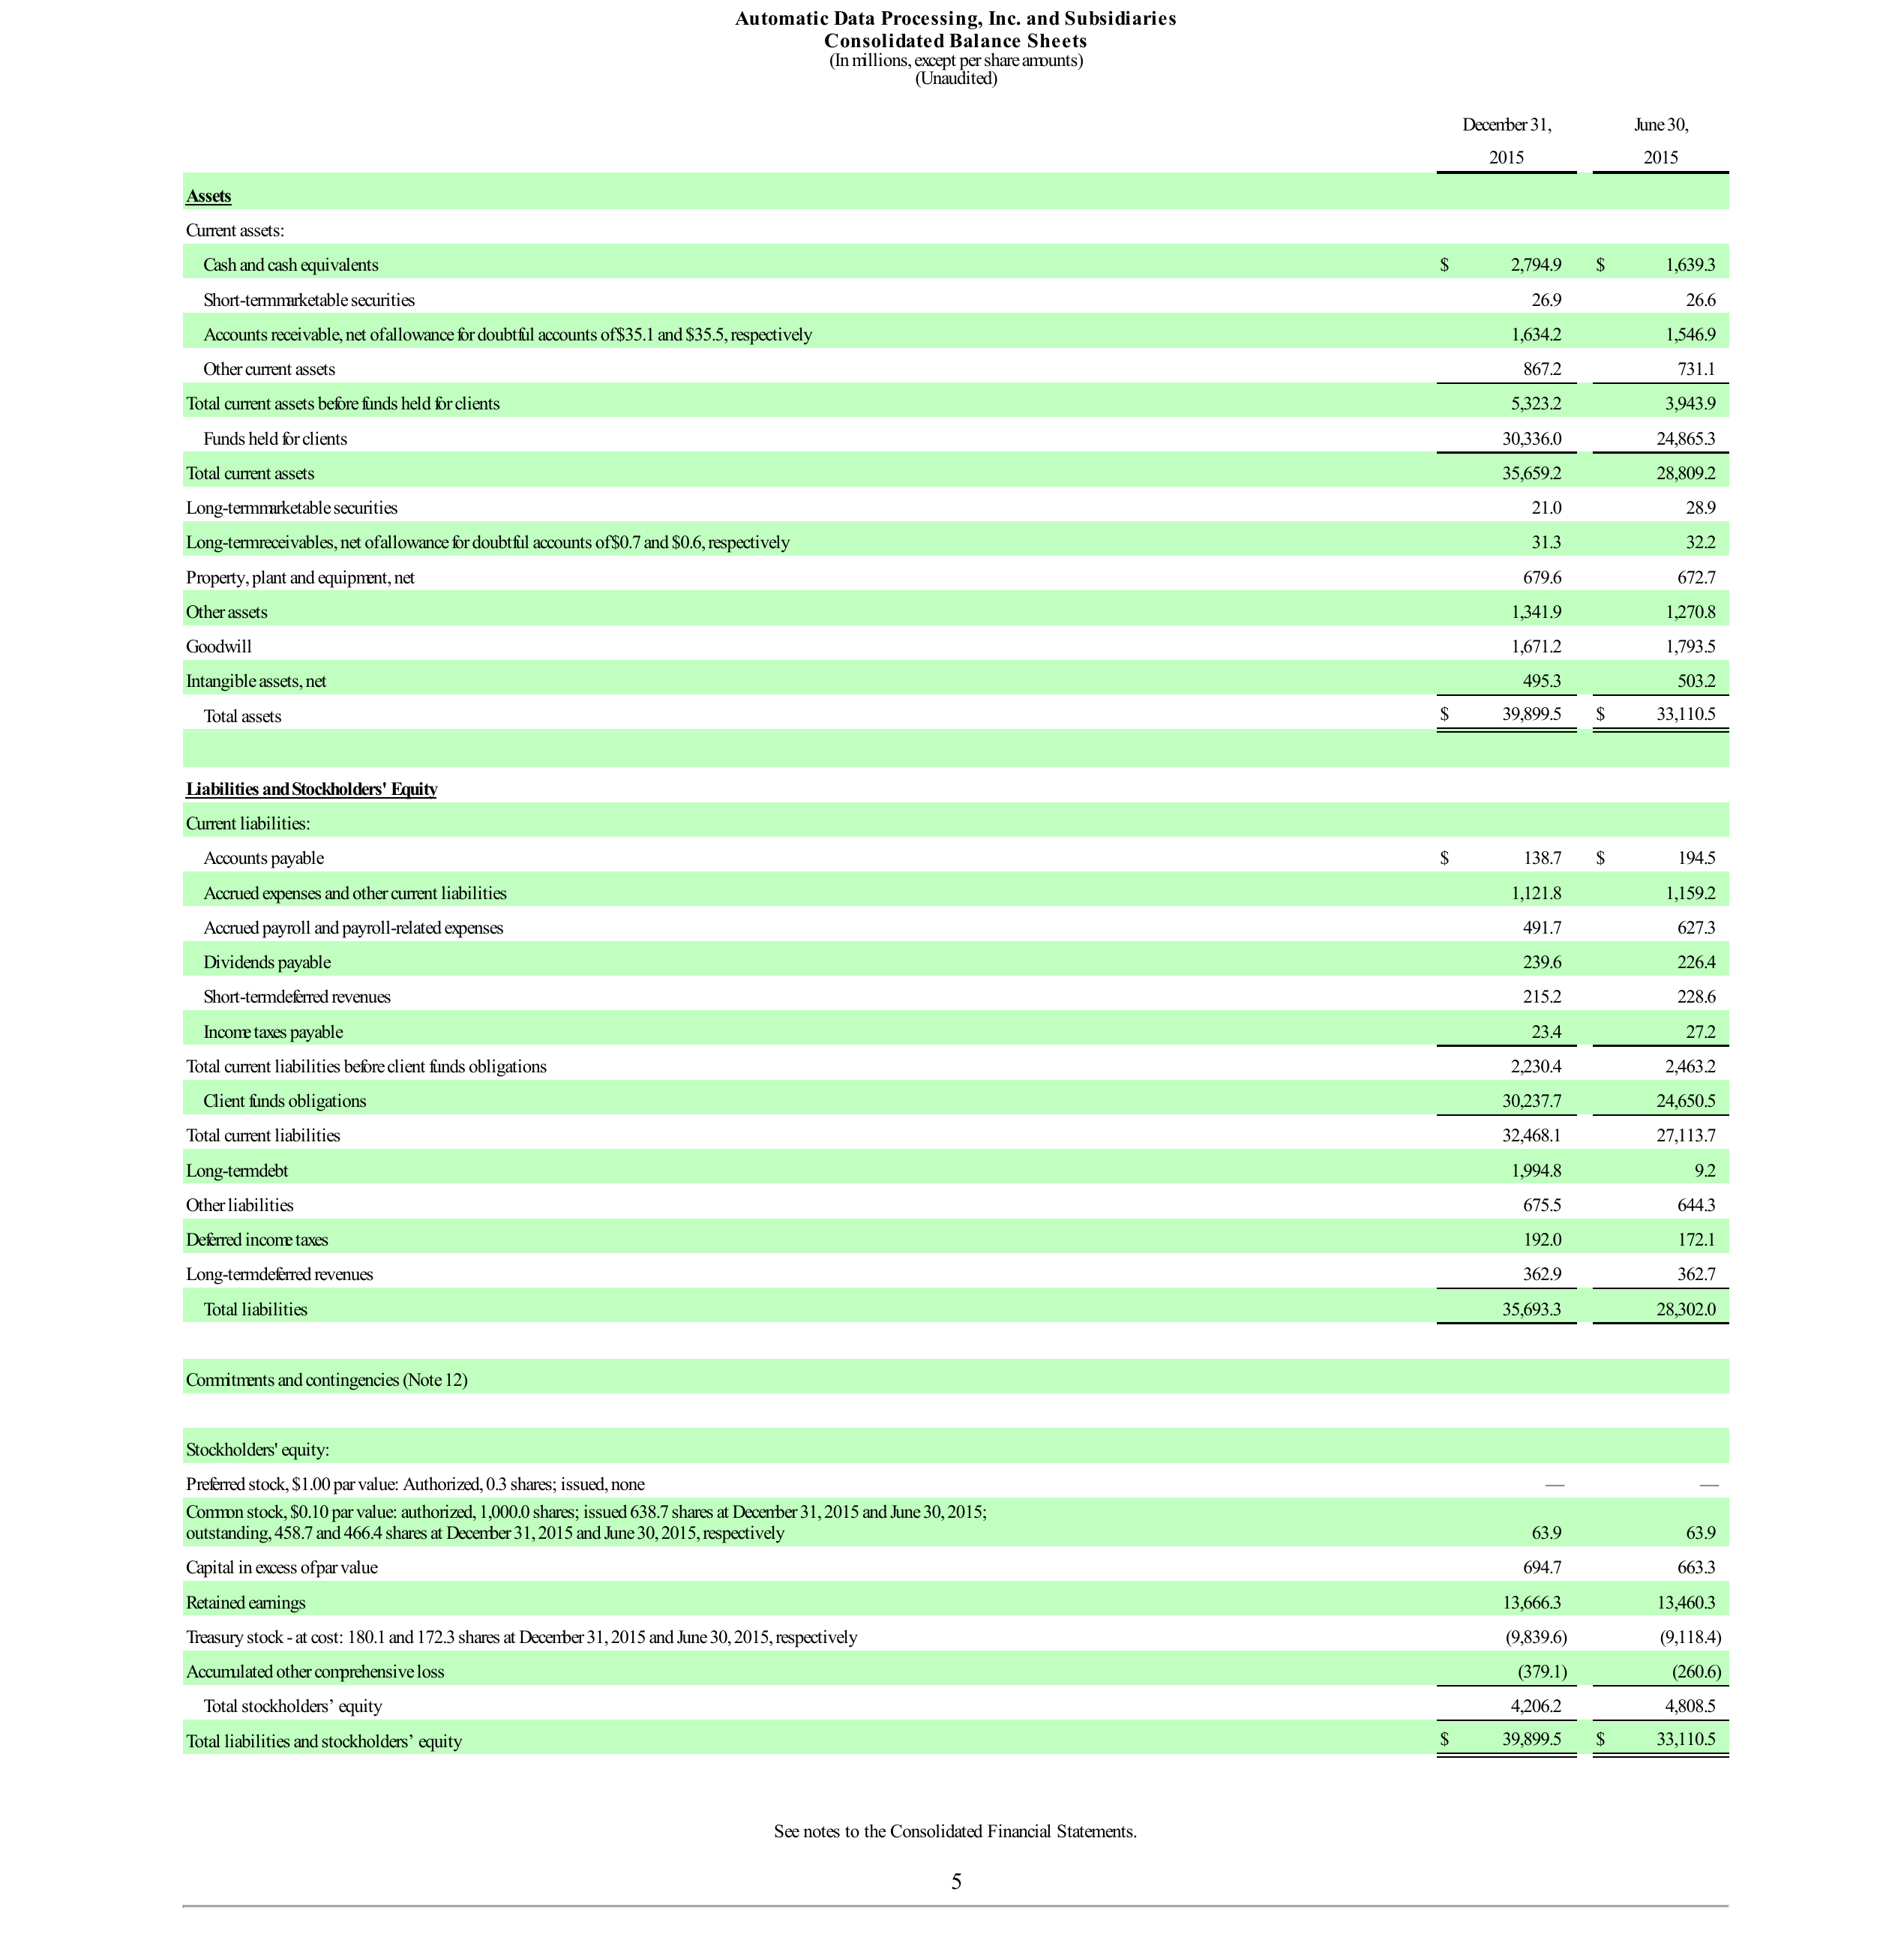 Automatic Data Processing, Inc. and Subsidiaries
Consolidated Balance Sheets
(In millions, except per share amounts)
(Unaudited)
December 31, June 30,
2015 2015
Assets
Current assets:
Cash and cash equivalents $ 2,794.9 $ 1,639.3
Short-term marketable securities 26.9 26.6
Accounts receivable, net of allowance for doubtful accounts of $35.1 and $35.5, respectively 1,634.2 1,546.9
Other current assets 867.2 731.1
Total current assets before funds held for clients 5,323.2 3,943.9
Funds held for clients 30,336.0 24,865.3
Total current assets 35,659.2 28,809.2
Long-term marketable securities 21.0 28.9
Long-term receivables, net of allowance for doubtful accounts of $0.7 and $0.6, respectively 31.3 32.2
Property, plant and equipment, net 679.6 672.7
Other assets 1,341.9 1,270.8
Goodwill 1,671.2 1,793.5
Intangible assets, net 495.3 503.2
Total assets $ 39,899.5 $ 33,110.5
Liabilities and Stockholders' Equity
Current liabilities:
Accounts payable $ 138.7 $ 194.5
Accrued expenses and other current liabilities 1,121.8 1,159.2
Accrued payroll and payroll-related expenses 491.7 627.3
Dividends payable 239.6 226.4
Short-term deferred revenues 215.2 228.6
Income taxes payable 23.4 27.2
Total current liabilities before client funds obligations 2,230.4 2,463.2
Client funds obligations 30,237.7 24,650.5
Total current liabilities 32,468.1 27,113.7
Long-term debt 1,994.8 9.2
Other liabilities 675.5 644.3
Deferred income taxes 192.0 172.1
Long-term deferred revenues 362.9 362.7
Total liabilities 35,693.3 28,302.0
Commitments and contingencies (Note 12)
Stockholders' equity:
Preferred stock, $1.00 par value: Authorized, 0.3 shares; issued, none — —
Common stock, $0.10 par value: authorized, 1,000.0 shares; issued 638.7 shares at December 31, 2015 and June 30, 2015;
outstanding, 458.7 and 466.4 shares at December 31, 2015 and June 30, 2015, respectively 63.9 63.9
Capital in excess of par value 694.7 663.3
Retained earnings 13,666.3 13,460.3
Treasury stock - at cost: 180.1 and 172.3 shares at December 31, 2015 and June 30, 2015, respectively (9,839.6) (9,118.4)
Accumulated other comprehensive loss (379.1) (260.6)
Total stockholders’ equity 4,206.2 4,808.5
Total liabilities and stockholders’ equity $ 39,899.5 $ 33,110.5
See notes to the Consolidated Financial Statements.
5